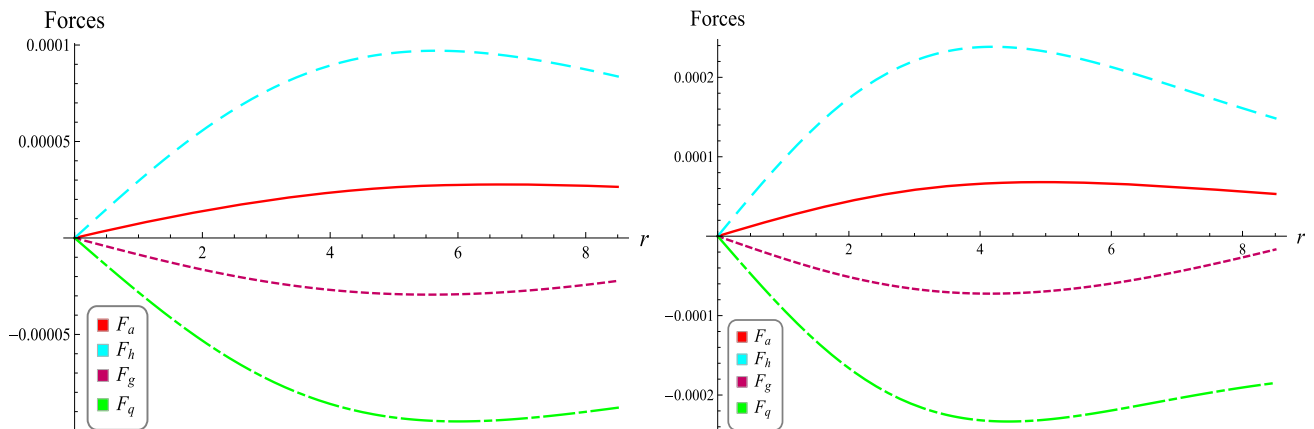 Forces
0.0001
0.00005
-0.00005
2
4
6
8
r
F_a
F_h
F_g
F_q
Forces
0.0002
0.0001
-0.0001
-0.0002
2
4
6
8
r
F_a
F_h
F_g
F_q